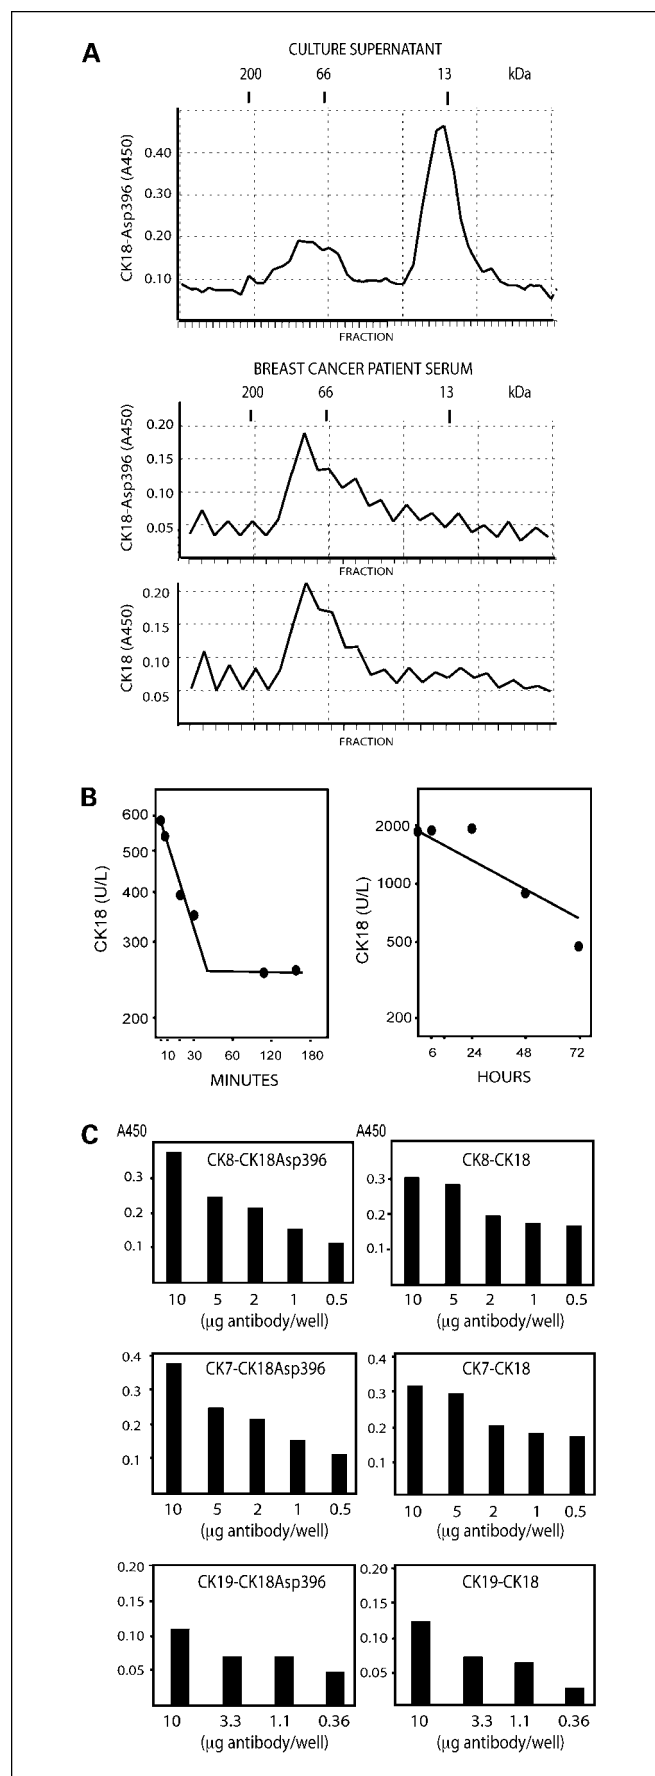 A
CULTURE SUPERNATANT
200 66 13 kDa
CK18-Asp396 (A450)
0.40
0.30
0.20
0.10
FRACTION
BREAST CANCER PATIENT SERUM
200 66 13 kDa
CK18-Asp396 (A450)
0.20
0.15
0.10
0.05
FRACTION
CK18 (A450)
0.20
0.15
0.10
0.05
FRACTION
B
CK18 (U/L)
600
500
400
300
200
10 30 60 120 180
MINUTES
CK18 (U/L)
2000
1000
500
200
6 24 48 72
HOURS
C
A450
CK8-CK18Asp396
0.3
0.2
0.1
10 5 2 1 0.5
(µg antibody/well)
A450
CK8-CK18
0.3
0.2
0.1
10 5 2 1 0.5
(µg antibody/well)
CK7-CK18Asp396
0.4
0.3
0.2
0.1
10 5 2 1 0.5
(µg antibody/well)
CK7-CK18
0.4
0.3
0.2
0.1
10 5 2 1 0.5
(µg antibody/well)
CK19-CK18Asp396
0.20
0.15
0.10
0.05
10 3.3 1.1 0.36
(µg antibody/well)
CK19-CK18
0.20
0.15
0.10
0.05
10 3.3 1.1 0.36
(µg antibody/well)